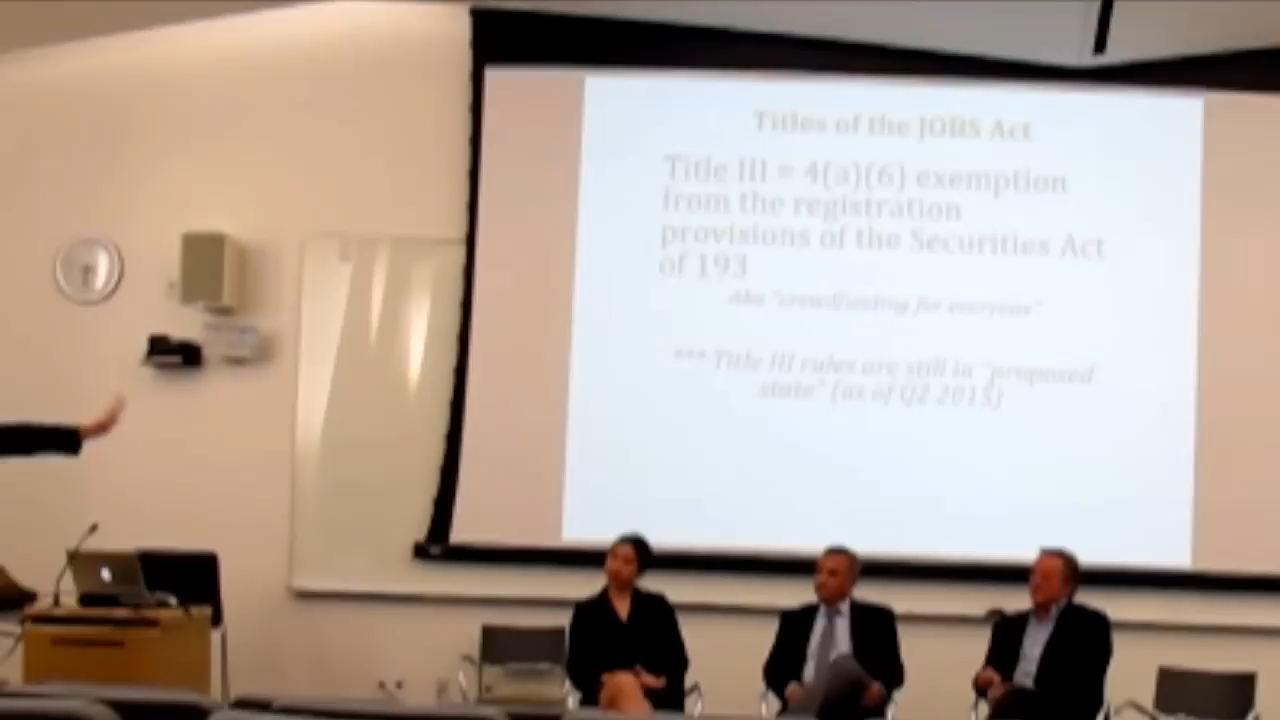 Titles of the JOBS Act
Title III = 4(a)(6) exemption
from the registration
provisions of the Securities Act
of 193
Aka "crowdfunding for everyone"
*** Title III rules are still in "proposed
state" (as of Q2 2015)